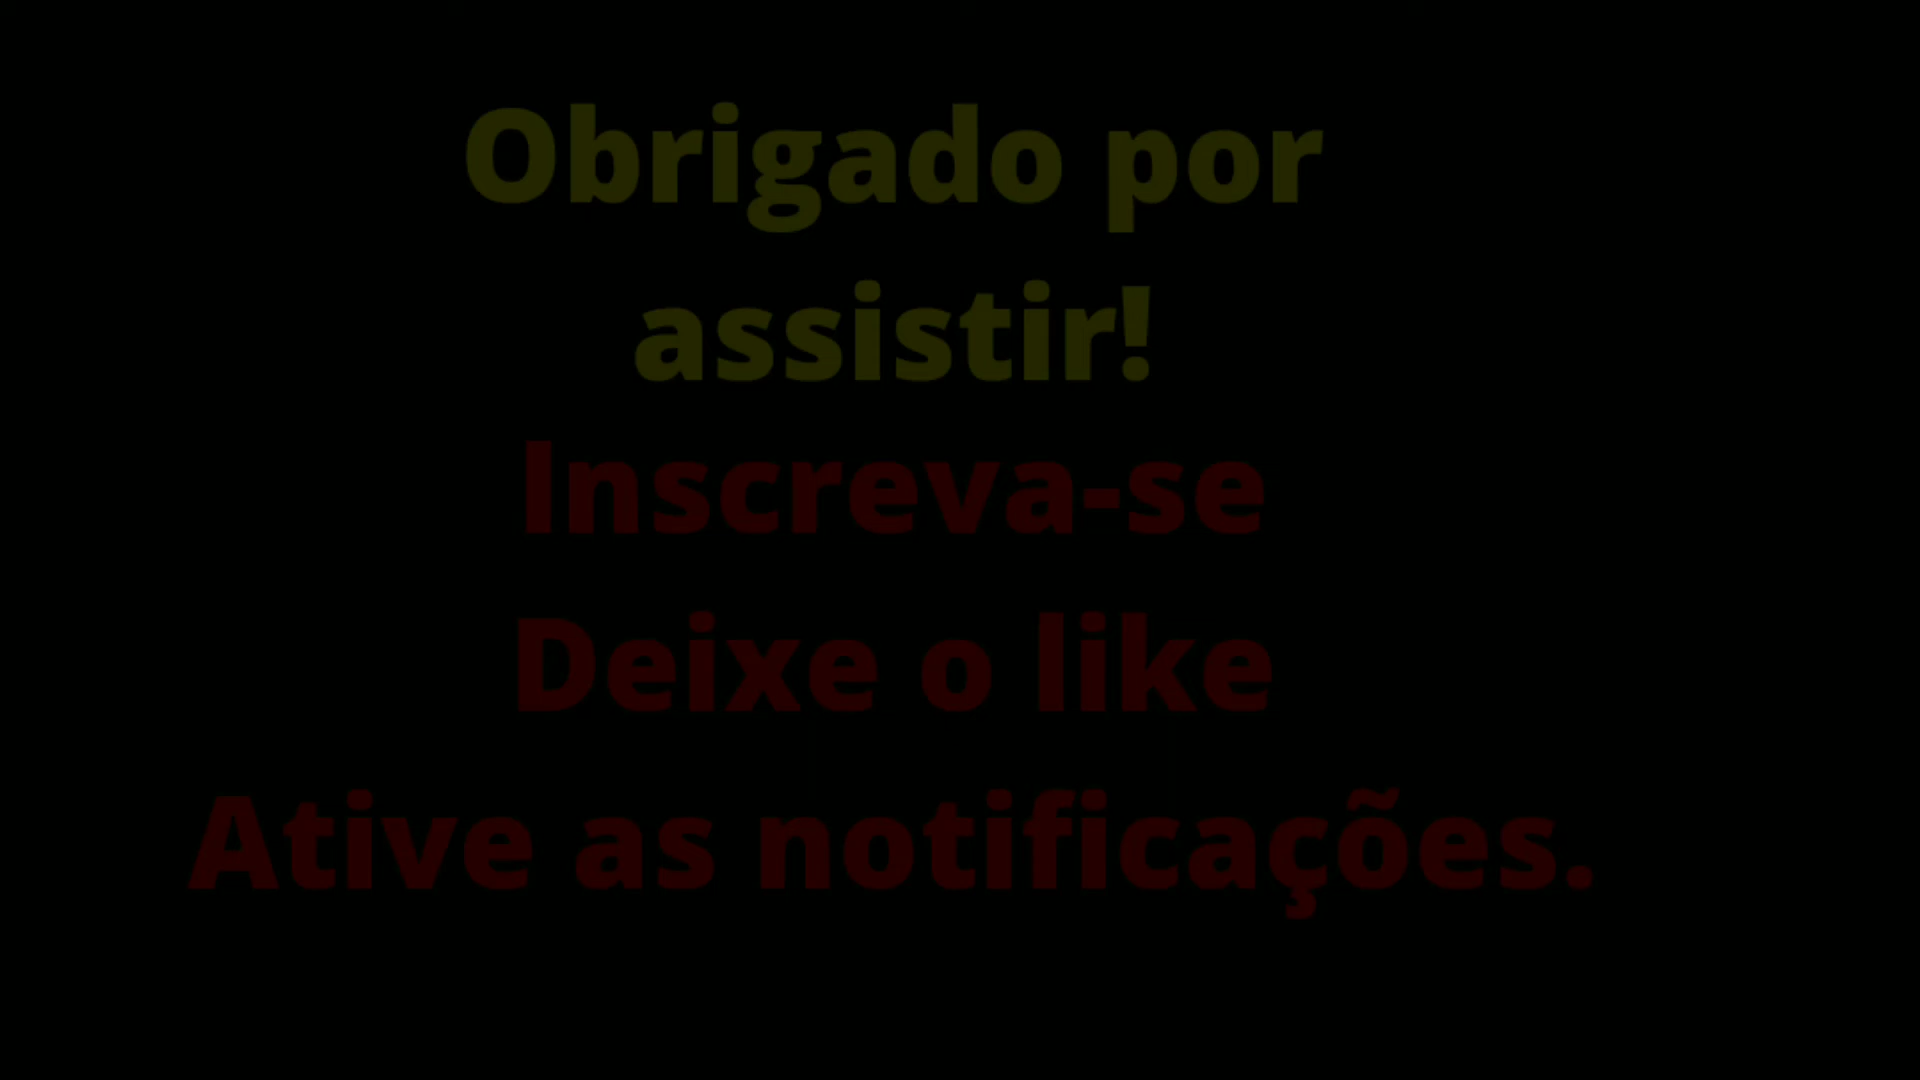 Obrigado por
assistir!
Inscreva-se
Deixe o like
Ative as notificações.